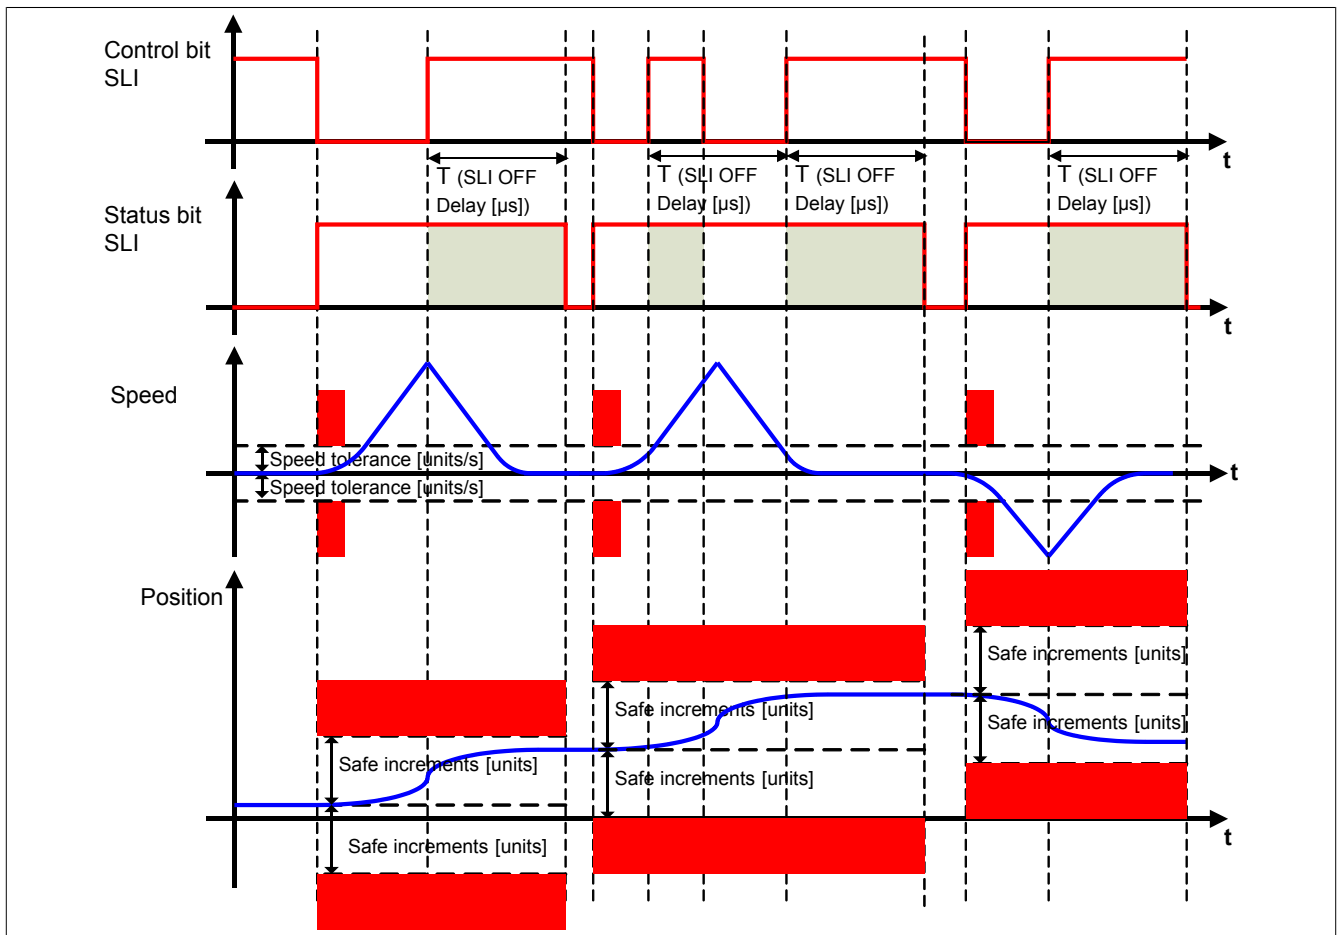 Control bit
SLI
t
T (SLI OFF
Delay [µs])
T (SLI OFF
Delay [µs])
T (SLI OFF
Delay [µs])
T (SLI OFF
Delay [µs])
Status bit
SLI
t
Speed
Speed tolerance [units/s]
t
Speed tolerance [units/s]
Position
Safe increments [units]
Safe increments [units]
Safe increments [units]
Safe increments [units]
Safe increments [units]
Safe increments [units]
t